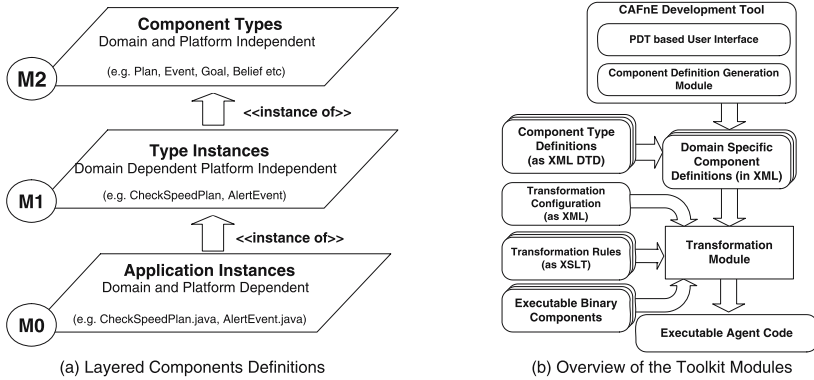 Component Types
Domain and Platform Independent
(e.g. Plan, Event, Goal, Belief etc)
M2
<<instance of>>
Type Instances
Domain Dependent Platform Independent
(e.g. CheckSpeedPlan, AlertEvent)
M1
<<instance of>>
Application Instances
Domain and Platform Dependent
(e.g. CheckSpeedPlan.java, AlertEvent.java)
M0
(a) Layered Components Definitions
CAFnE Development Tool
PDT based User Interface
Component Definition Generation
Module
Component Type
Definitions
(as XML DTD)
Domain Specific
Component
Definitions (in XML)
Transformation
Configuration
(as XML)
Transformation Rules
(as XSLT)
Transformation
Module
Executable Binary
Components
Executable Agent Code
(b) Overview of the Toolkit Modules